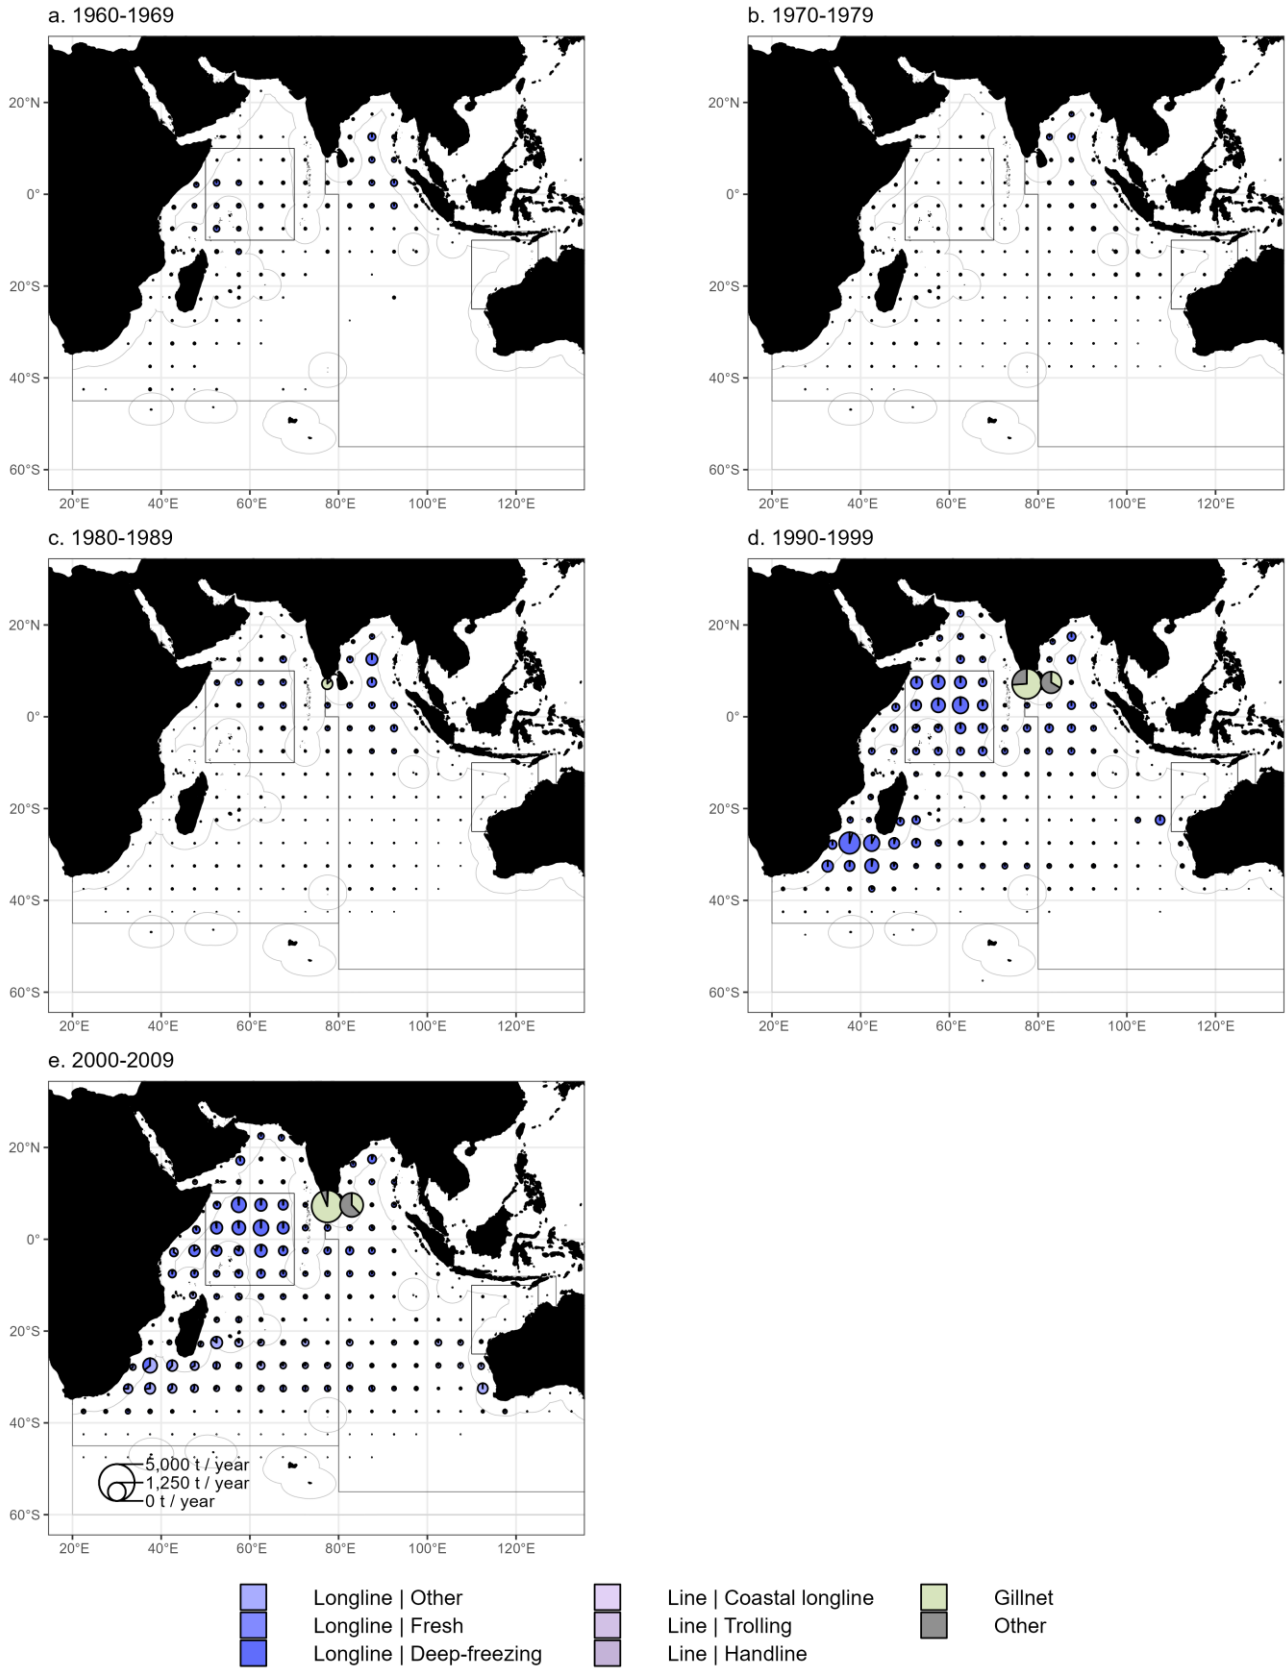 a. 1960-1969
b. 1970-1979
20°N
0°
20°S
40°S
60°S
20°E 40°E 60°E 80°E 100°E 120°E
20°N
0°
20°S
40°S
60°S
20°E 40°E 60°E 80°E 100°E 120°E
c. 1980-1989
d. 1990-1999
20°N
0°
20°S
40°S
60°S
20°E 40°E 60°E 80°E 100°E 120°E
20°N
0°
20°S
40°S
60°S
20°E 40°E 60°E 80°E 100°E 120°E
e. 2000-2009
20°N
0°
20°S
40°S
60°S
5,000 t / year
1,250 t / year
0 t / year
20°E 40°E 60°E 80°E 100°E 120°E
Longline | Other
Longline | Fresh
Longline | Deep-freezing
Line | Coastal longline
Line | Trolling
Line | Handline
Gillnet
Other